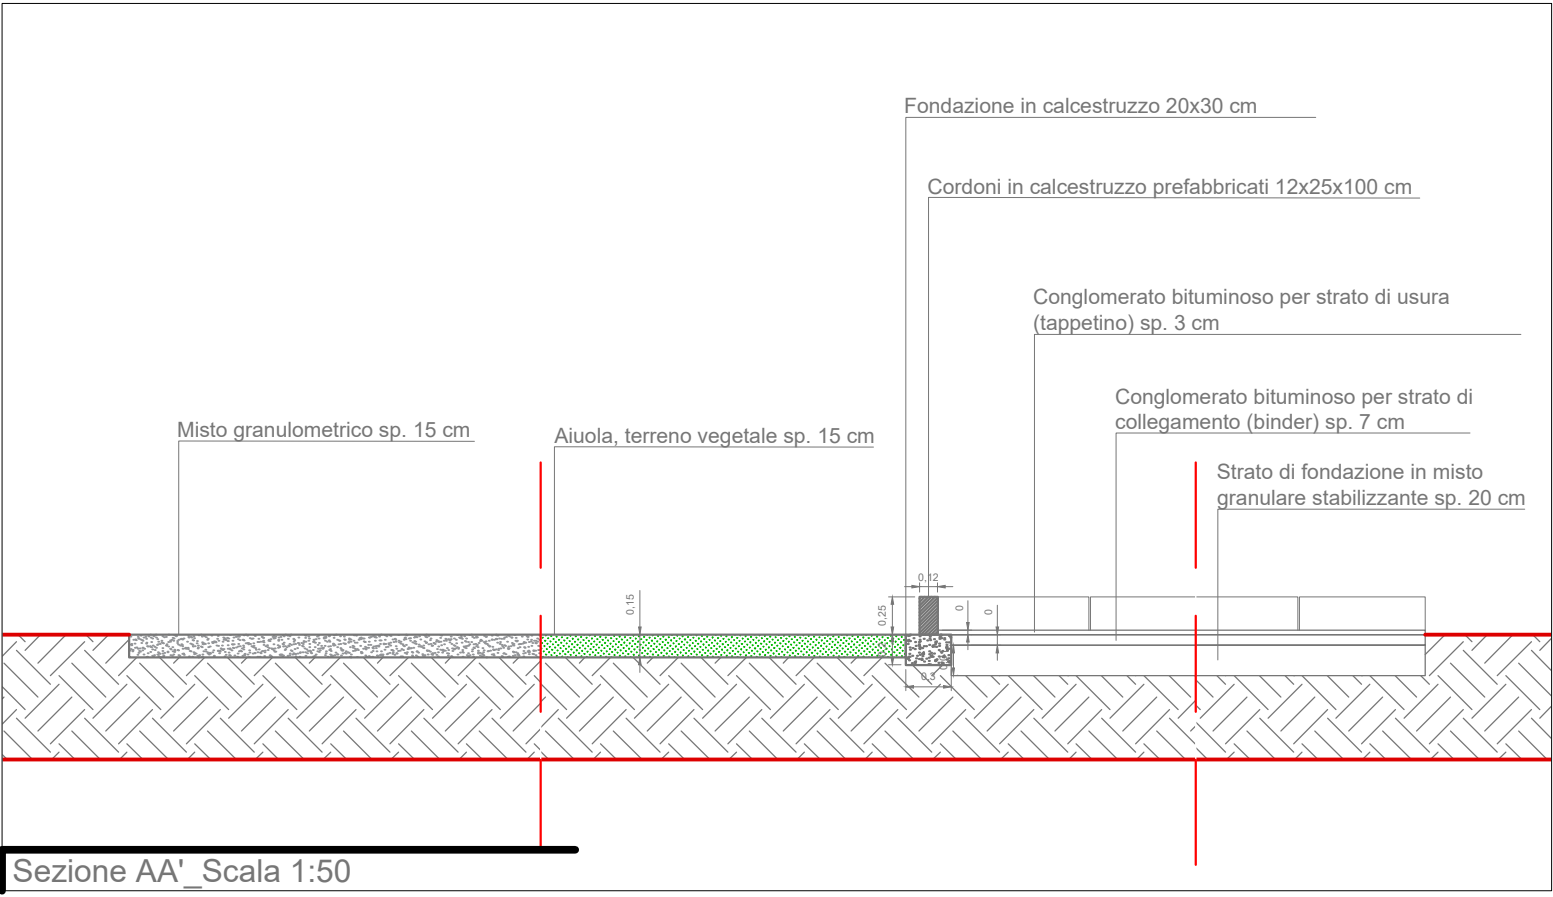 Fondazione in calcestruzzo 20x30 cm
Cordoni in calcestruzzo prefabbricati 12x25x100 cm
Conglomerato bituminoso per strato di usura
(tappetino) sp. 3 cm
Conglomerato bituminoso per strato di
collegamento (binder) sp. 7 cm
Misto granulometrico sp. 15 cm
Aiuola, terreno vegetale sp. 15 cm
Strato di fondazione in misto
granulare stabilizzante sp. 20 cm
0,12
0,15
0,25
0
0
0,3
Sezione AA'_Scala 1:50